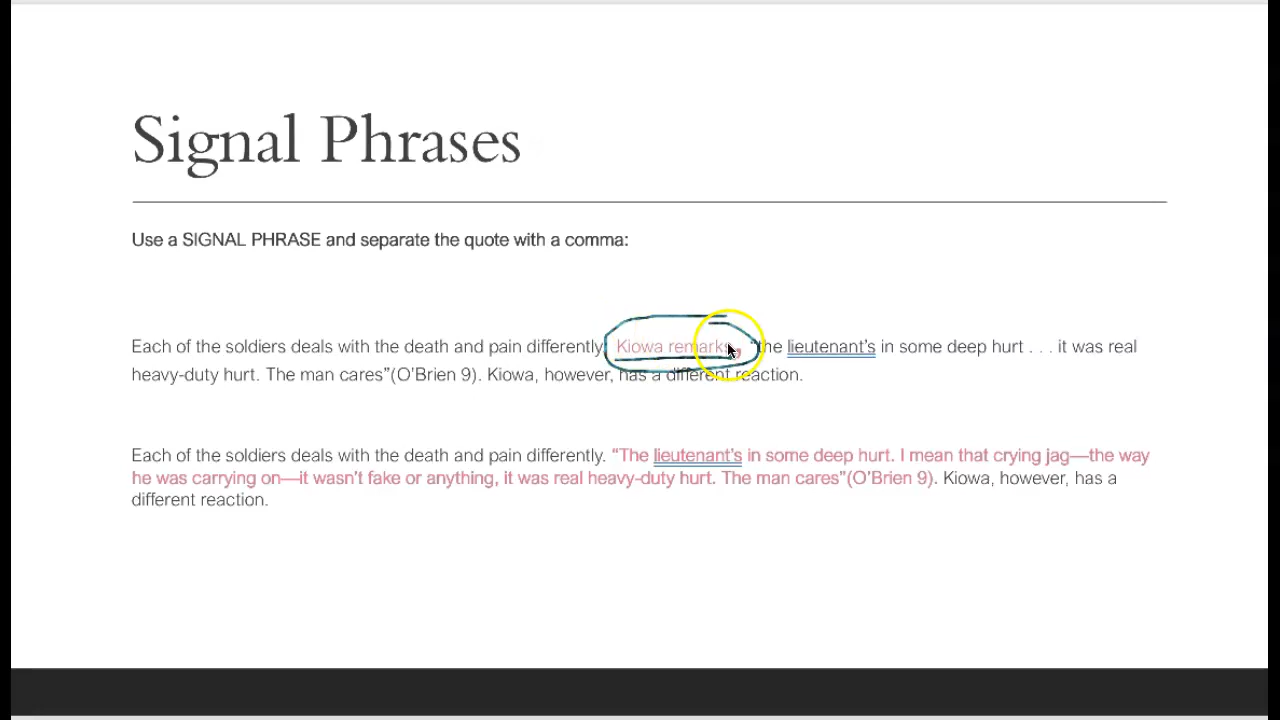 Signal Phrases
Use a SIGNAL PHRASE and separate the quote with a comma:
Each of the soldiers deals with the death and pain differently. Kiowa remarks, "the lieutenant's in some deep hurt . . . it was real
heavy-duty hurt. The man cares”(O’Brien 9). Kiowa, however, has a different reaction.
Each of the soldiers deals with the death and pain differently. “The lieutenant’s in some deep hurt. I mean that crying jag—the way
he was carrying on—it wasn’t fake or anything, it was real heavy-duty hurt. The man cares”(O’Brien 9). Kiowa, however, has a
different reaction.